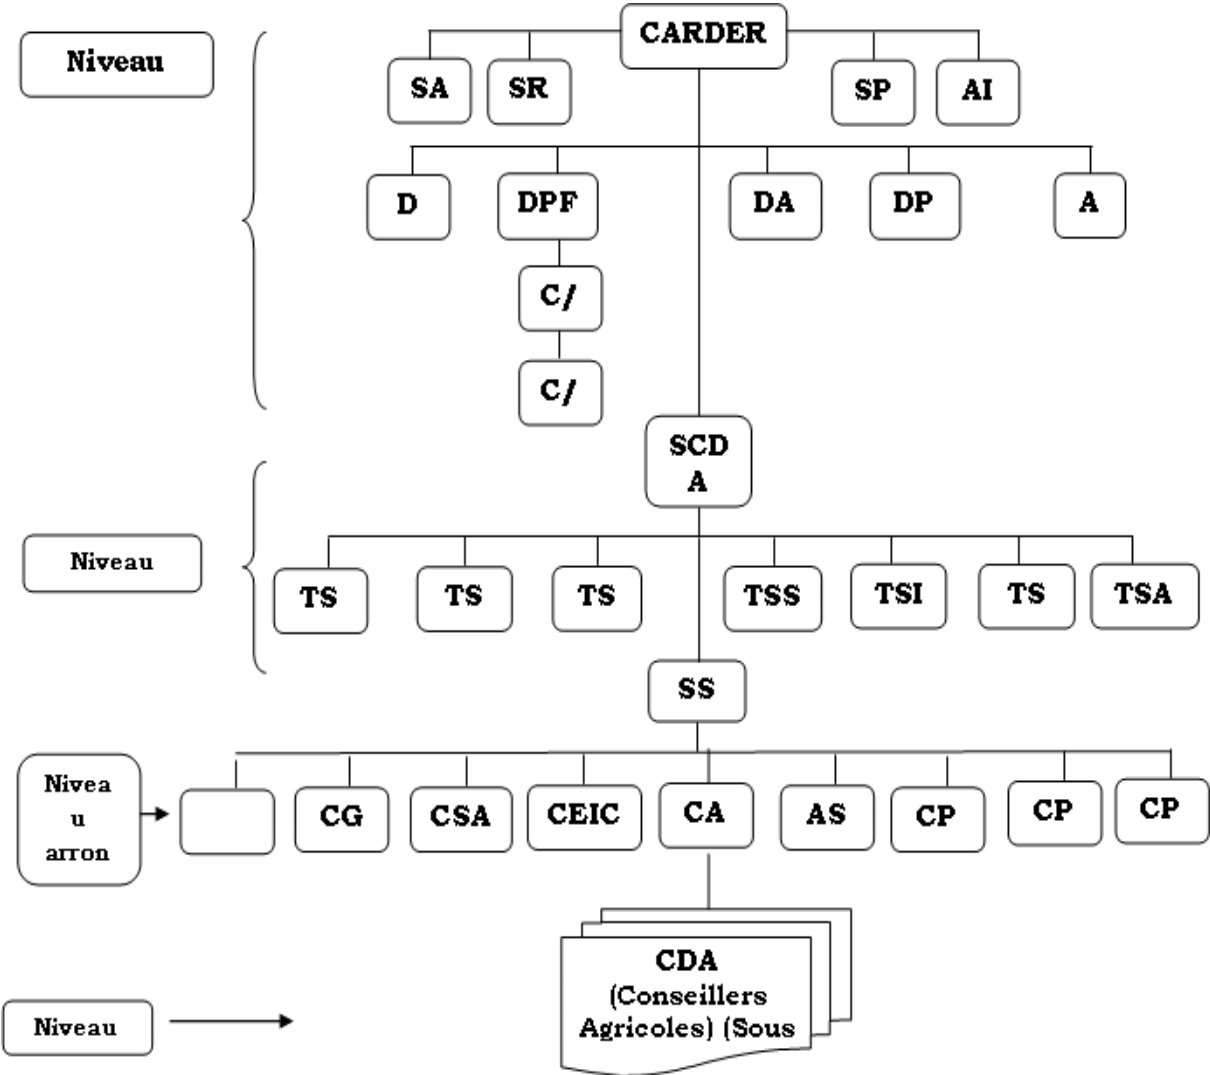 CARDER
Niveau
SA
SR
SP
AI
D
DPF
DA
DP
A
C/
C/
SCD
A
Niveau
TS
TS
TS
TSS
TSI
TS
TSA
SS
Nivea
u
arron
CG
CSA
CEIC
CA
AS
CP
CP
CP
CDA
(Conseillers
Agricoles) (Sous
Niveau